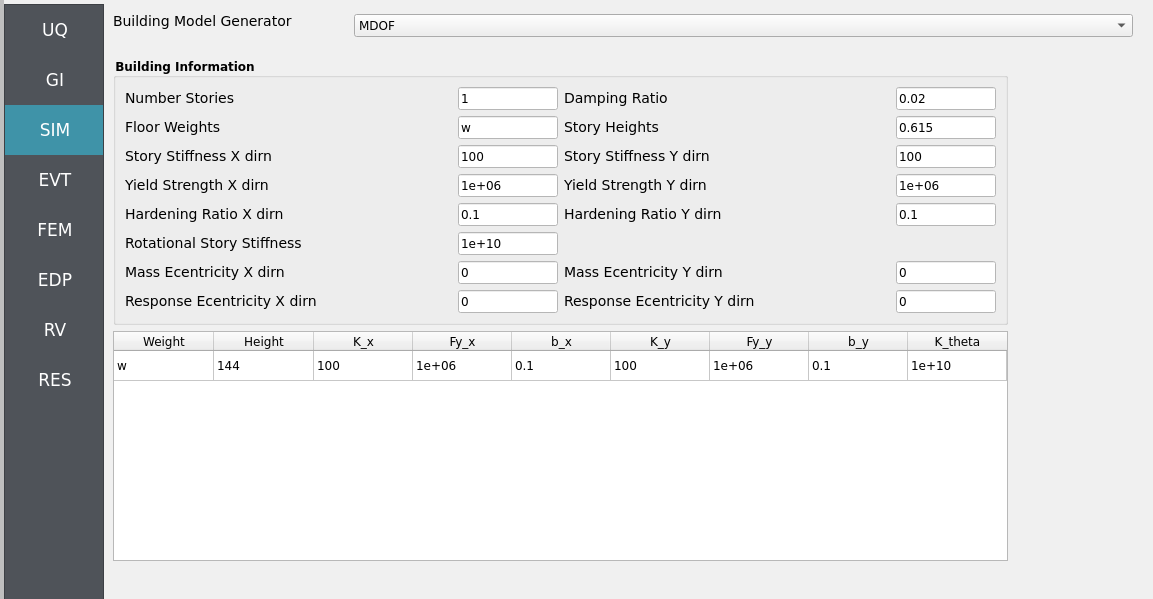 UQ
GI
SIM
EVT
FEM
EDP
RV
RES
Building Model Generator MDOF
Building Information
Number Stories 1 Damping Ratio 0.02
Floor Weights w Story Heights 0.615
Story Stiffness X dirn 100 Story Stiffness Y dirn 100
Yield Strength X dirn 1e+06 Yield Strength Y dirn 1e+06
Hardening Ratio X dirn 0.1 Hardening Ratio Y dirn 0.1
Rotational Story Stiffness 1e+10
Mass Ecentricity X dirn 0 Mass Ecentricity Y dirn 0
Response Ecentricity X dirn 0 Response Ecentricity Y dirn 0
Weight Height K_x Fy_x b_x K_y Fy_y b_y K_theta
w 144 100 1e+06 0.1 100 1e+06 0.1 1e+10